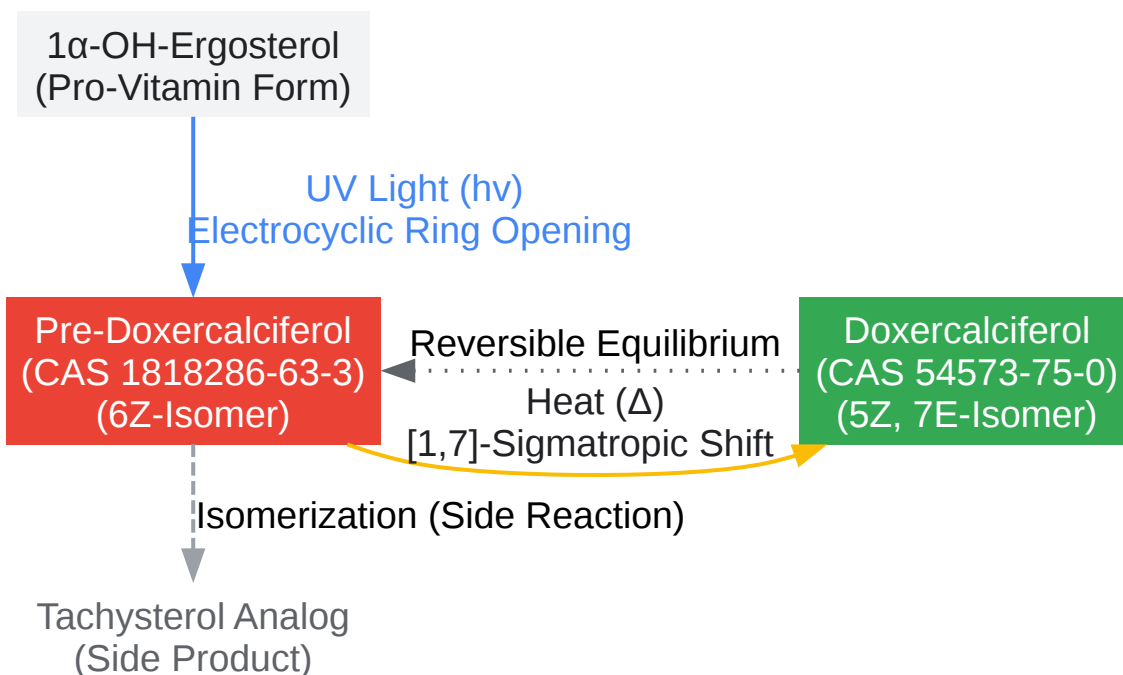 1α-OH-Ergosterol
(Pro-Vitamin Form)
UV Light (hv)
Electrocyclic Ring Opening
Pre-Doxercalciferol
(CAS 1818286-63-3)
(6Z-Isomer)
Reversible Equilibrium
Heat (Δ)
[1,7]-Sigmatropic Shift
Doxercalciferol
(CAS 54573-75-0)
(5Z, 7E-Isomer)
Isomerization (Side Reaction)
Tachysterol Analog
(Side Product)